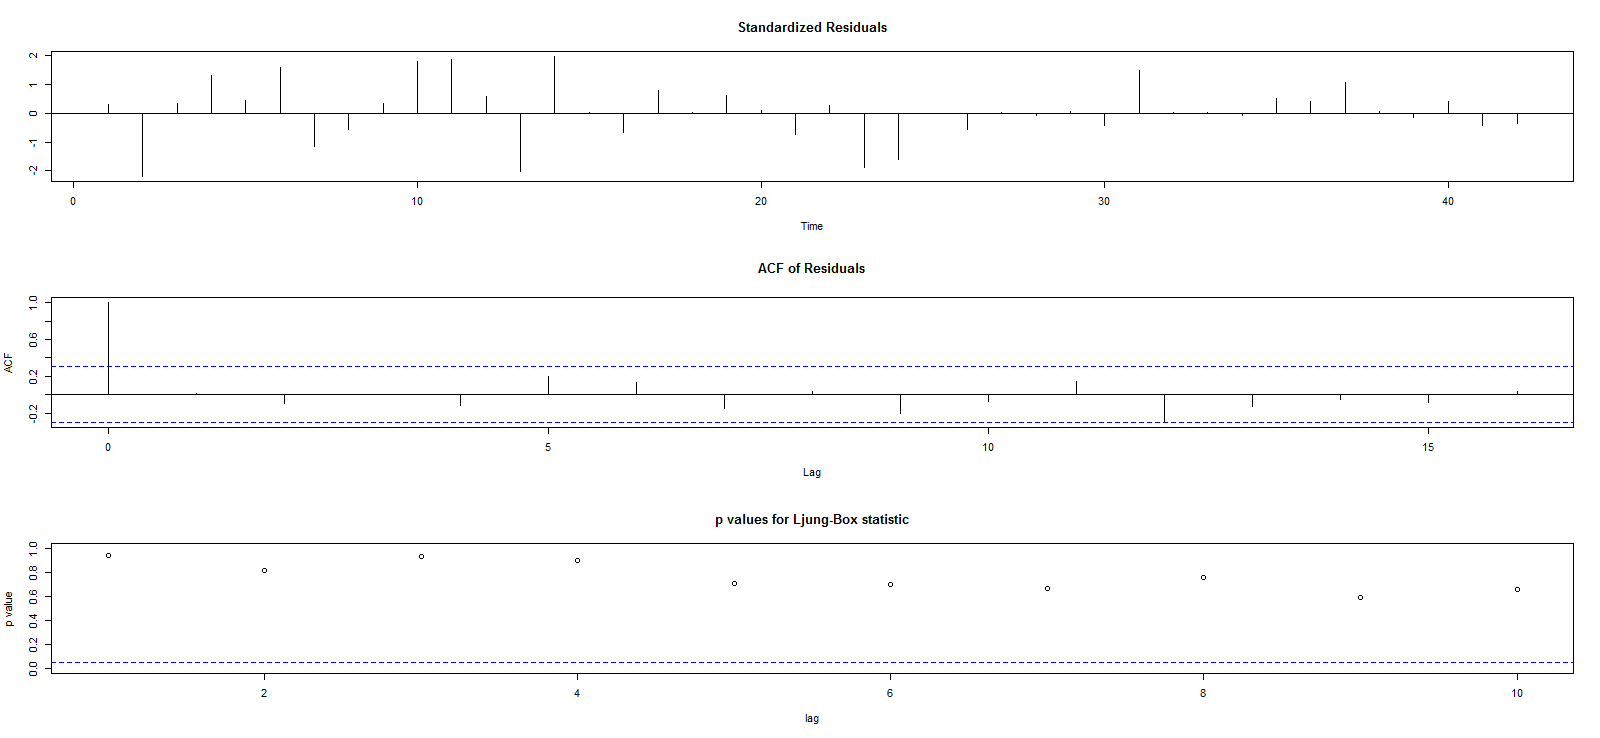 Standardized Residuals
2
1
0
-1
-2
0 10 20 30 40
Time
ACF of Residuals
1.0
0.6
0.2
-0.2
ACF
0 5 10 15
Lag
p values for Ljung-Box statistic
1.0
0.8
0.6
0.4
0.2
0.0
p value
2 4 6 8 10
lag